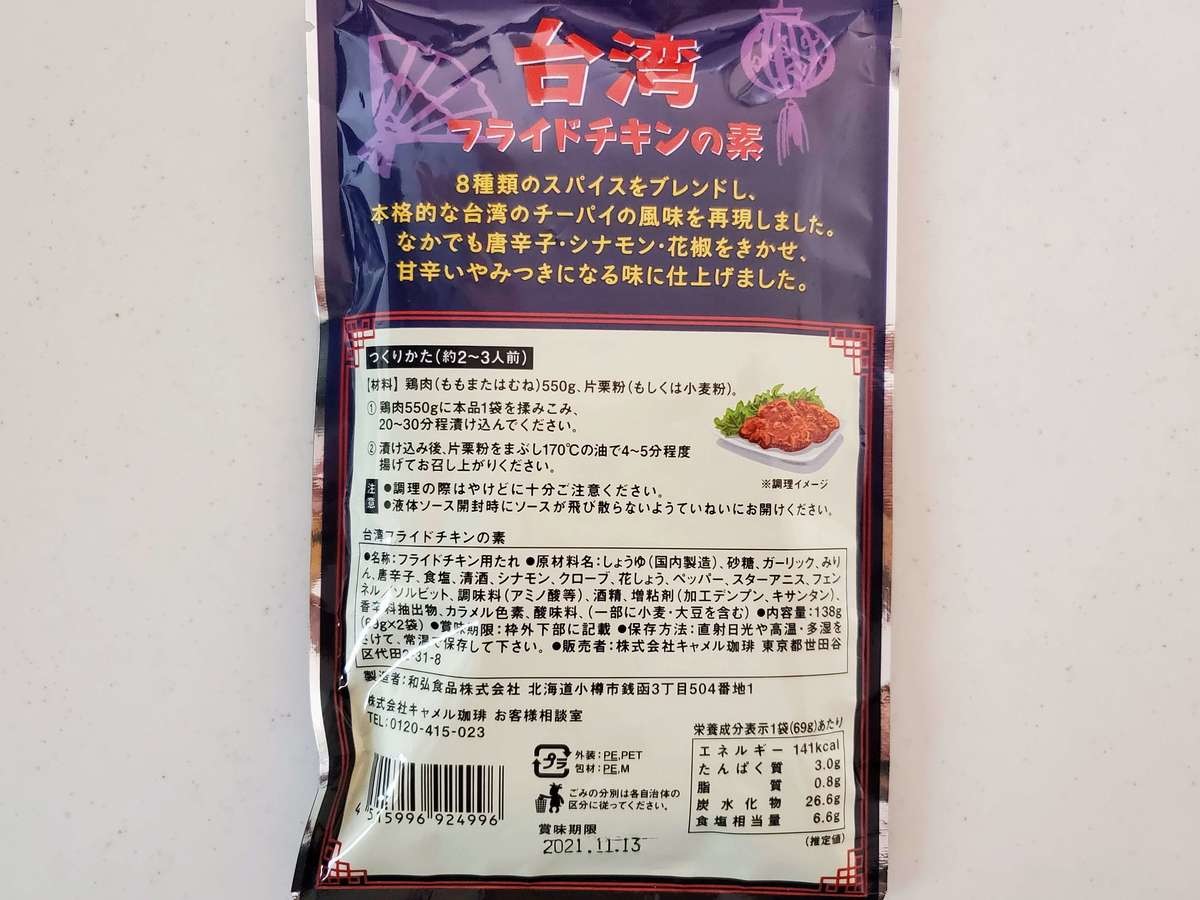 台湾
フライドチキンの素
8種類のスパイスをブレンドし、
本格的な台湾のチーパイの風味を再現しました。
なかでも唐辛子・シナモン・花椒をきかせ、
甘辛いやみつきになる味に仕上げました。
つくりかた(約2〜3人前)
【材料】鶏肉(ももまたはむね)550g、片栗粉(もしくは小麦粉)。
① 鶏肉550gに本品1袋を揉みこみ、
20〜30分程漬け込んでください。
② 漬け込み後、片栗粉をまぶし170℃の油で4〜5分程度
揚げてお召し上がりください。
※調理イメージ
注意
●調理の際はやけどに十分ご注意ください。
●液体ソース開封時にソースが飛び散らないようていねいにお開けください。
台湾フライドチキンの素
●名称:フライドチキン用たれ ●原材料名:しょうゆ(国内製造)、砂糖、ガーリック、みり
ん、唐辛子、食塩、清酒、シナモン、クローブ、花しょう、ペッパー、スターアニス、フェン
ネル/ソルビット、調味料(アミノ酸等)、酒精、増粘剤(加工デンプン、キサンタン)、
香辛料抽出物、カラメル色素、酸味料、(一部に小麦・大豆を含む) ●内容量:138g
(69g×2袋) ●賞味期限:枠外下部に記載 ●保存方法:直射日光や高温・多湿を
さけて、常温で保存して下さい。 ●販売者:株式会社キャメル珈琲 東京都世田谷
区代田2-31-8
製造者:和弘食品株式会社 北海道小樽市銭函3丁目504番地1
株式会社キャメル珈琲 お客様相談室
TEL:0120-415-023
4 515996 924996
プラ
外装:PE,PET
包材:PE,M
ごみの分別は各自治体の
区分に従ってください。
賞味期限
2021.11.13
栄養成分表示1袋(69g)あたり
エネルギー 141kcal
たんぱく質 3.0g
脂質 0.8g
炭水化物 26.6g
食塩相当量 6.6g
(推定値)